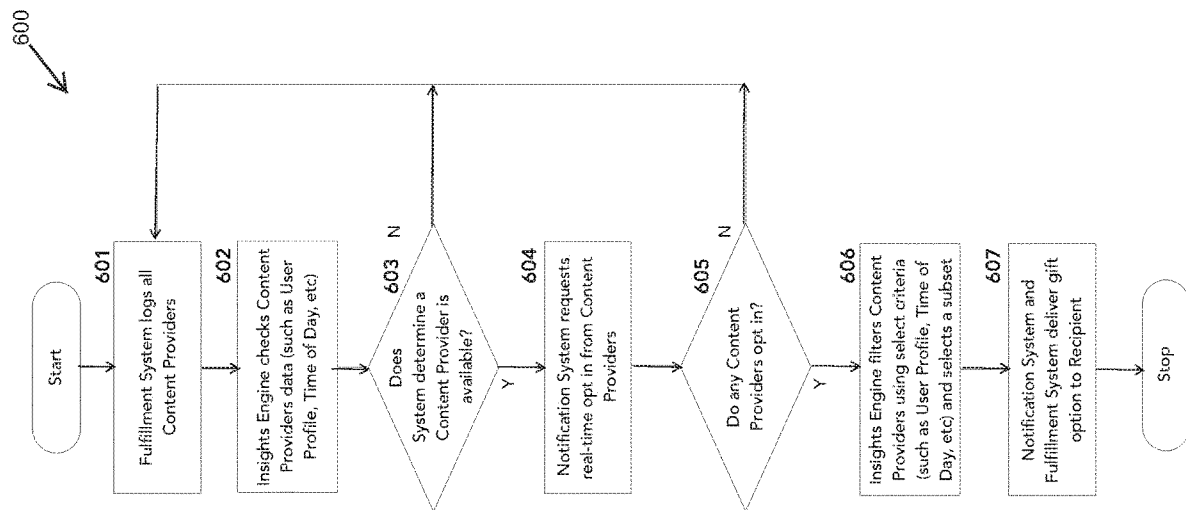 600
Start
601
Fulfillment System logs all
Content Providers
602
Insights Engine checks Content
Providers data (such as User
Profile, Time of Day, etc)
603
Does
System determine a
Content Provider is
available?
N
Y
604
Notification System requests
real-time opt in from Content
Providers
605
Do any Content
Providers opt in?
N
Y
606
Insights Engine filters Content
Providers using select criteria
(such as User Profile, Time of
Day, etc) and selects a subset
607
Notification System and
Fulfillment System deliver gift
option to Recipient
Stop